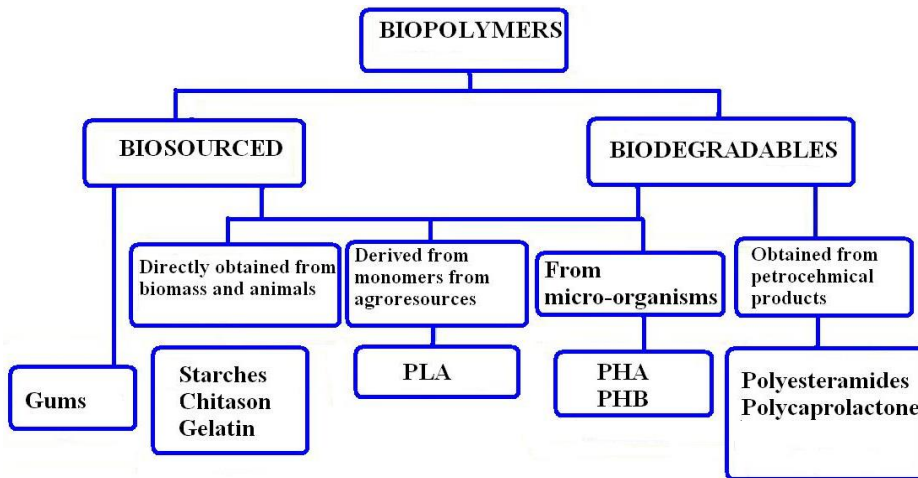 BIOPOLYMERS
BIOSOURCED
BIODEGRADABLES
Directly obtained from
biomass and animals
Derived from
monomers from
agroresources
From
micro-organisms
Obtained from
petrocehmical
products
Gums
Starches
Chitason
Gelatin
PLA
PHA
PHB
Polyesteramides
Polycaprolactone